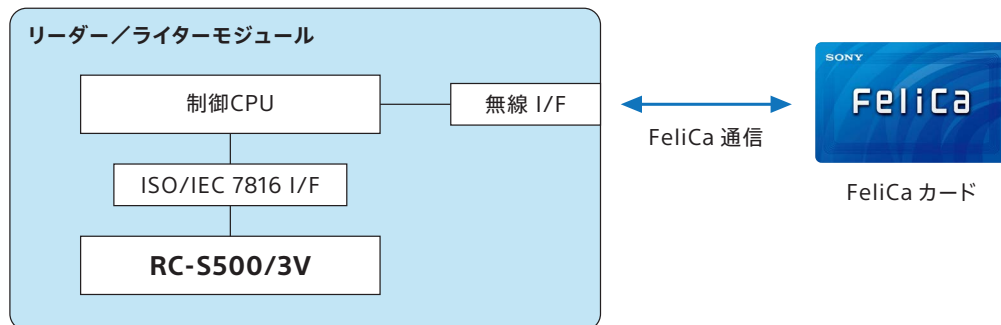 リーダー／ライターモジュール
制御CPU
無線 I/F
ISO/IEC 7816 I/F
RC-S500/3V
FeliCa 通信
SONY
FeliCa
FeliCa カード